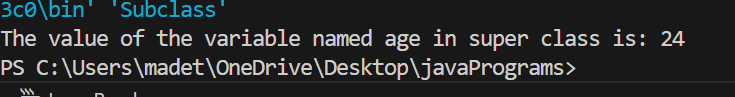 3c0\bin' 'Subclass'
The value of the variable named age in super class is: 24
PS C:\Users\madet\OneDrive\Desktop\javaPrograms>